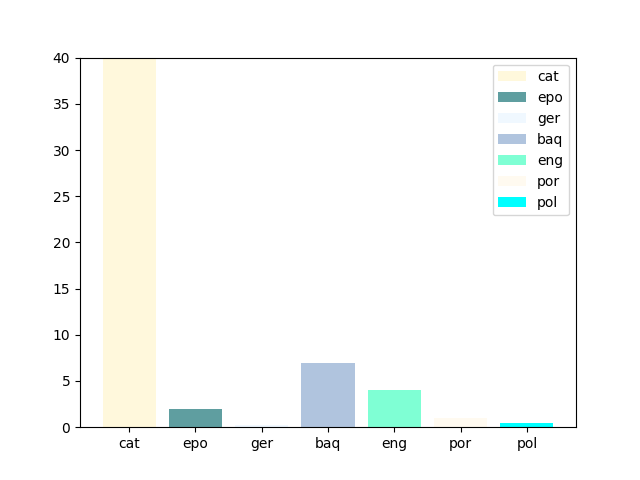 40
35
30
25
20
15
10
5
0
cat epo ger baq eng por pol
cat
epo
ger
baq
eng
por
pol